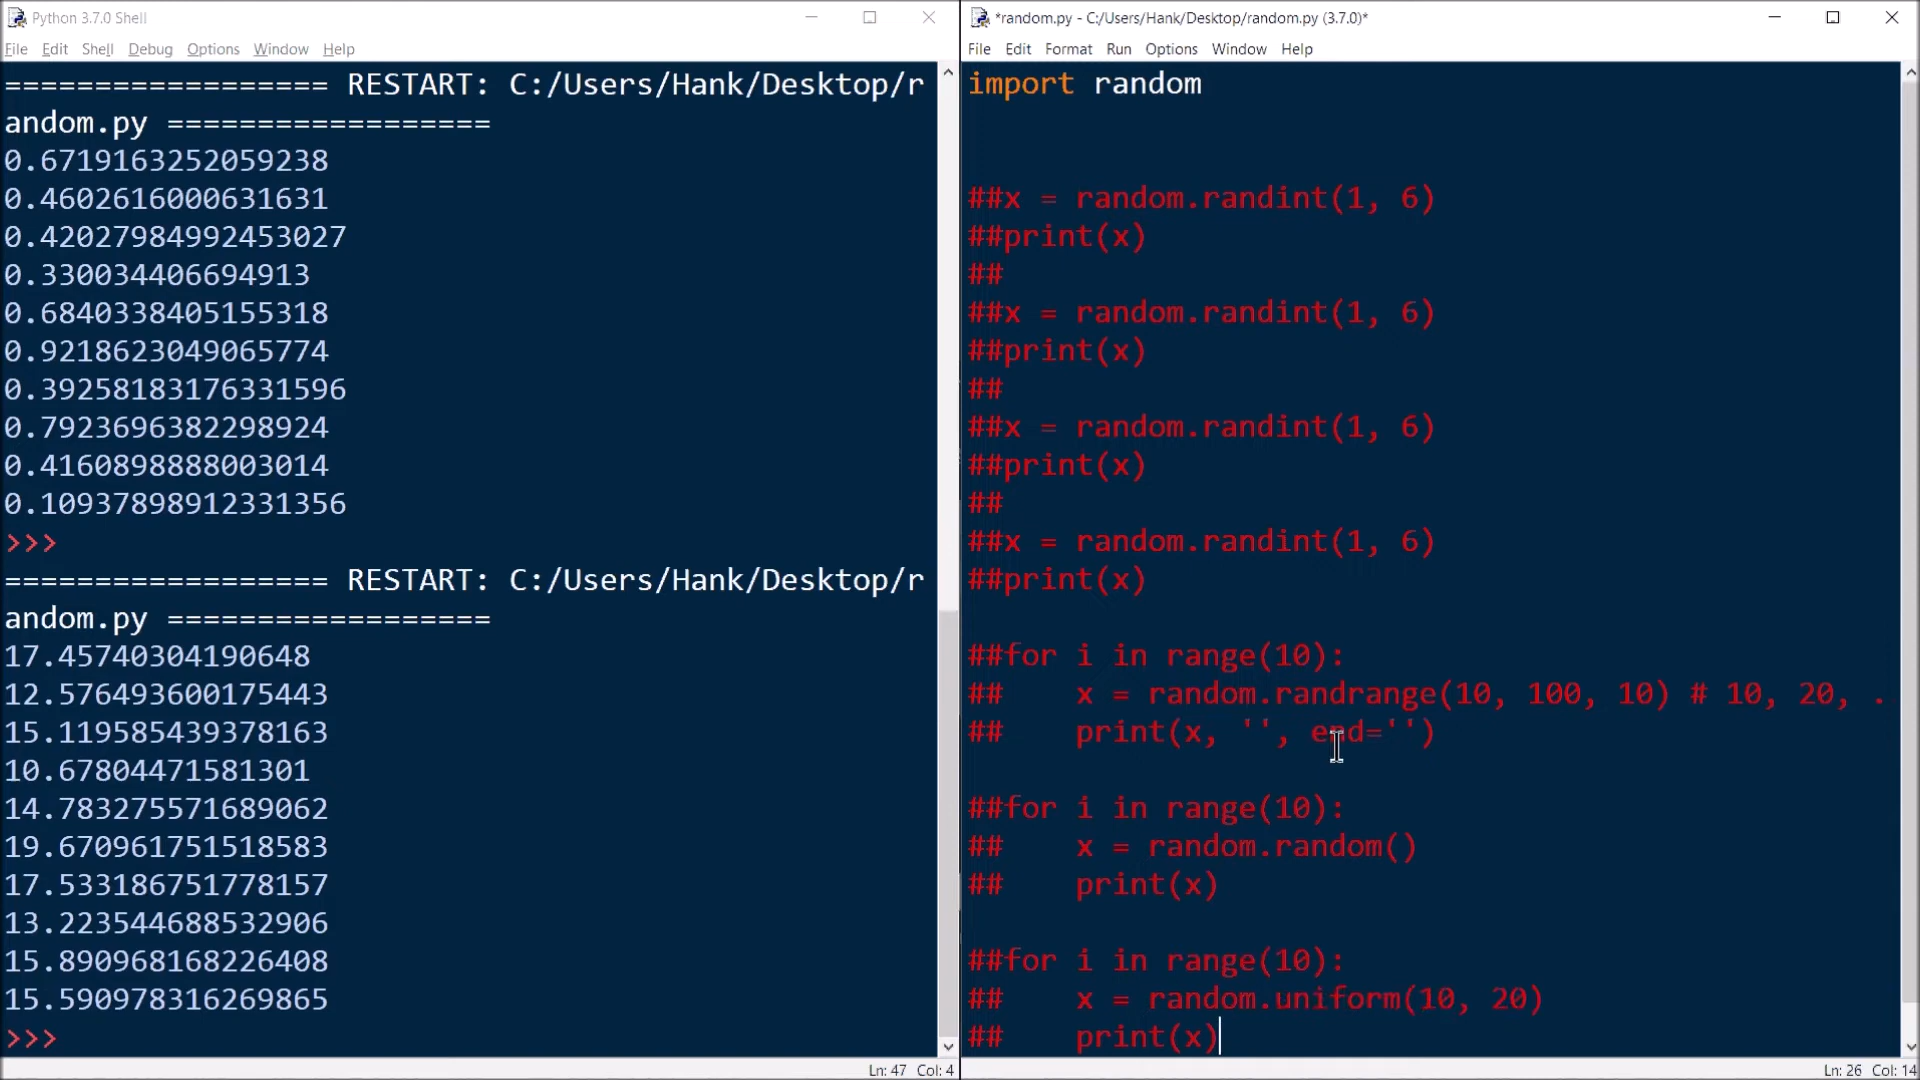 Python 3.7.0 Shell
File Edit Shell Debug Options Window Help
================== RESTART: C:/Users/Hank/Desktop/r
andom.py ==================
0.6719163252059238
0.4602616000631631
0.42027984992453027
0.330034406694913
0.6840338405155318
0.9218623049065774
0.39258183176331596
0.7923696382298924
0.4160898888003014
0.10937898912331356
>>>
================== RESTART: C:/Users/Hank/Desktop/r
andom.py ==================
17.45740304190648
12.576493600175443
15.119585439378163
10.67804471581301
14.783275571689062
19.670961751518583
17.533186751778157
13.223544688532906
15.890968168226408
15.590978316269865
>>>
Ln: 47 Col: 4
*random.py - C:/Users/Hank/Desktop/random.py (3.7.0)*
File Edit Format Run Options Window Help
import random
##x = random.randint(1, 6)
##print(x)
##
##x = random.randint(1, 6)
##print(x)
##
##x = random.randint(1, 6)
##print(x)
##
##x = random.randint(1, 6)
##print(x)
##for i in range(10):
##    x = random.randrange(10, 100, 10) # 10, 20, .
##    print(x, '', end='')
##for i in range(10):
##    x = random.random()
##    print(x)
##for i in range(10):
##    x = random.uniform(10, 20)
##    print(x)
Ln: 26 Col: 14